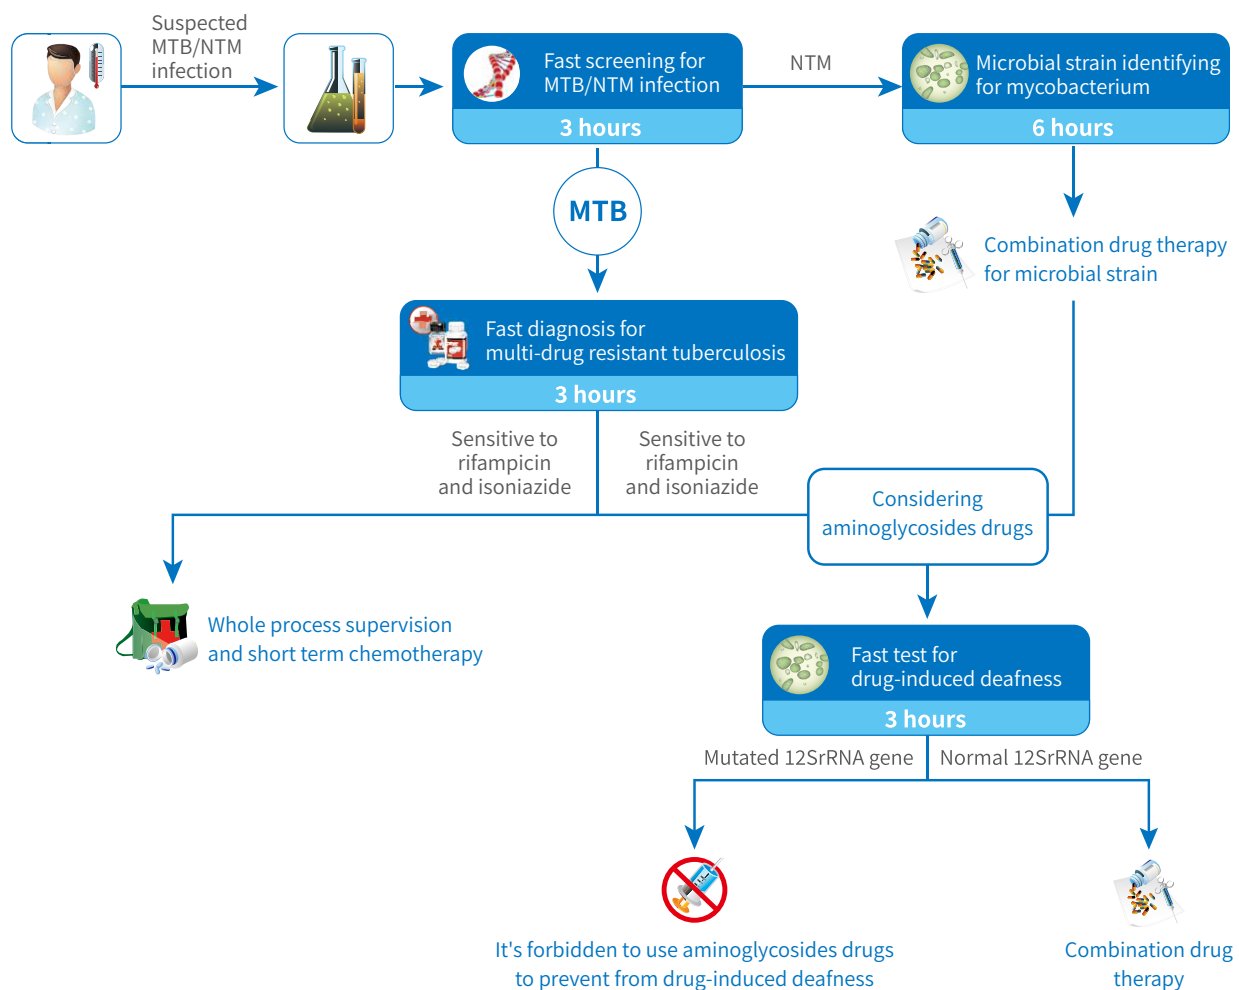 Suspected
MTB/NTM
infection
Fast screening for
MTB/NTM infection
3 hours
NTM
Microbial strain identifying
for mycobacterium
6 hours
MTB
Combination drug therapy
for microbial strain
Fast diagnosis for
multi-drug resistant tuberculosis
3 hours
Sensitive to
rifampicin
and isoniazide
Sensitive to
rifampicin
and isoniazide
Considering
aminoglycosides drugs
Whole process supervision
and short term chemotherapy
Fast test for
drug-induced deafness
3 hours
Mutated 12SrRNA gene
Normal 12SrRNA gene
It's forbidden to use aminoglycosides drugs
to prevent from drug-induced deafness
Combination drug
therapy